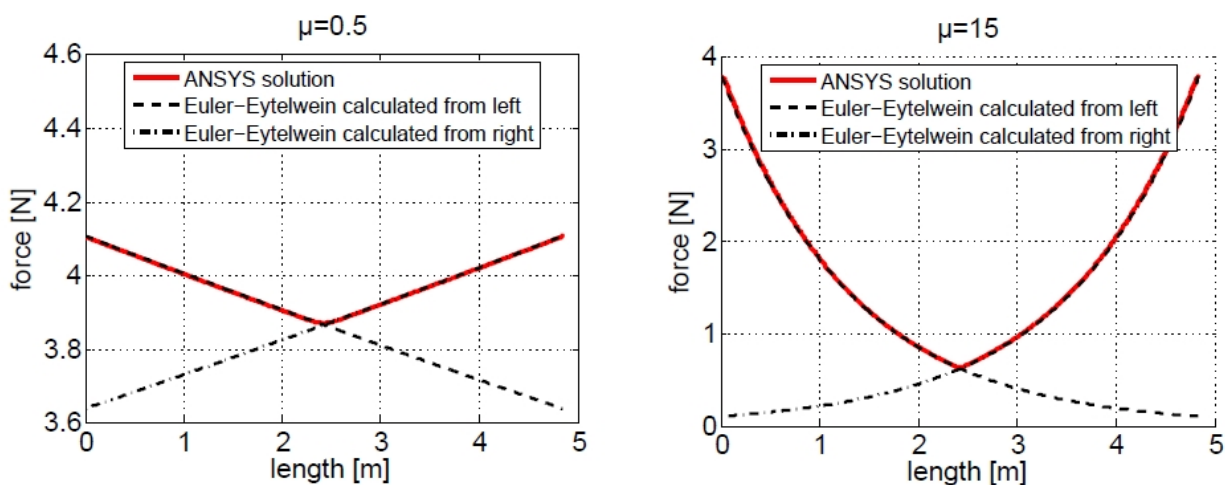 μ=0.5
4.6
4.4
4.2
4
3.8
3.6
force [N]
ANSYS solution
Euler−Eytelwein calculated from left
Euler−Eytelwein calculated from right
0 1 2 3 4 5
length [m]
μ=15
4
3
2
1
0
force [N]
ANSYS solution
Euler−Eytelwein calculated from left
Euler−Eytelwein calculated from right
0 1 2 3 4 5
length [m]